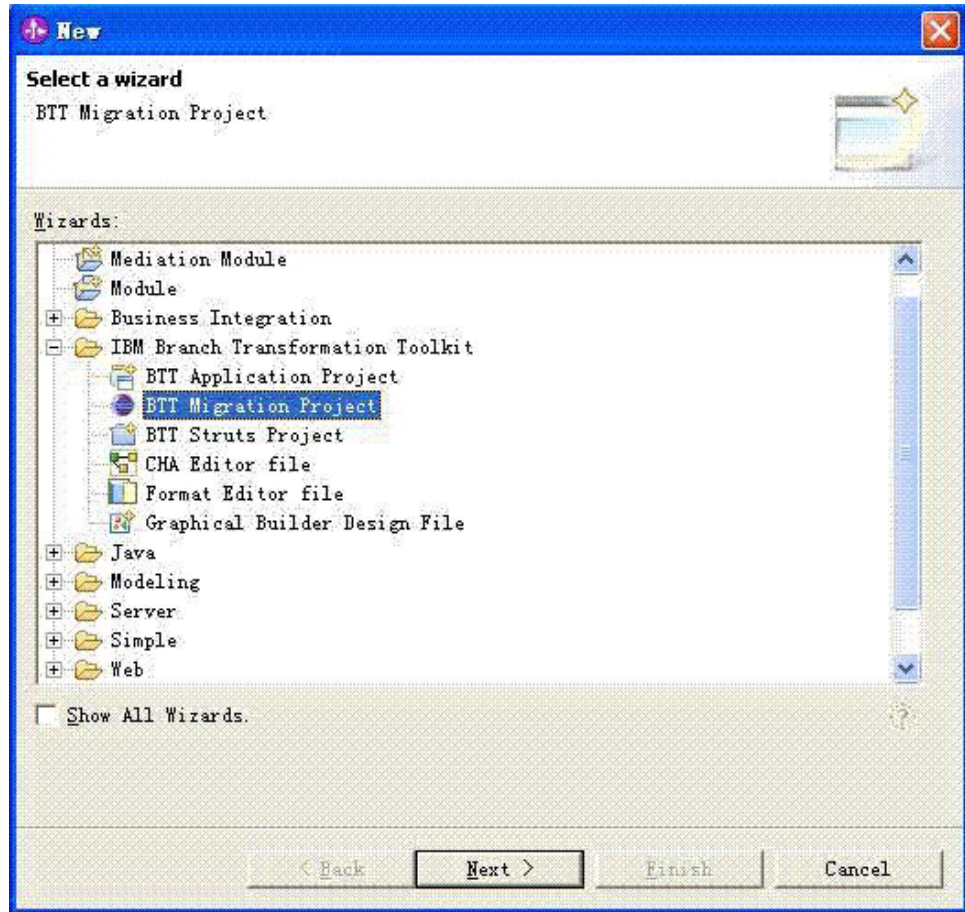 New
Select a wizard
BTT Migration Project
Wizards:
Mediation Module
Module
Business Integration
IBM Branch Transformation Toolkit
BTT Application Project
BTT Migration Project
BTT Struts Project
CHA Editor file
Format Editor file
Graphical Builder Design File
Java
Modeling
Server
Simple
Web
Show All Wizards.
< Back Next > Finish Cancel